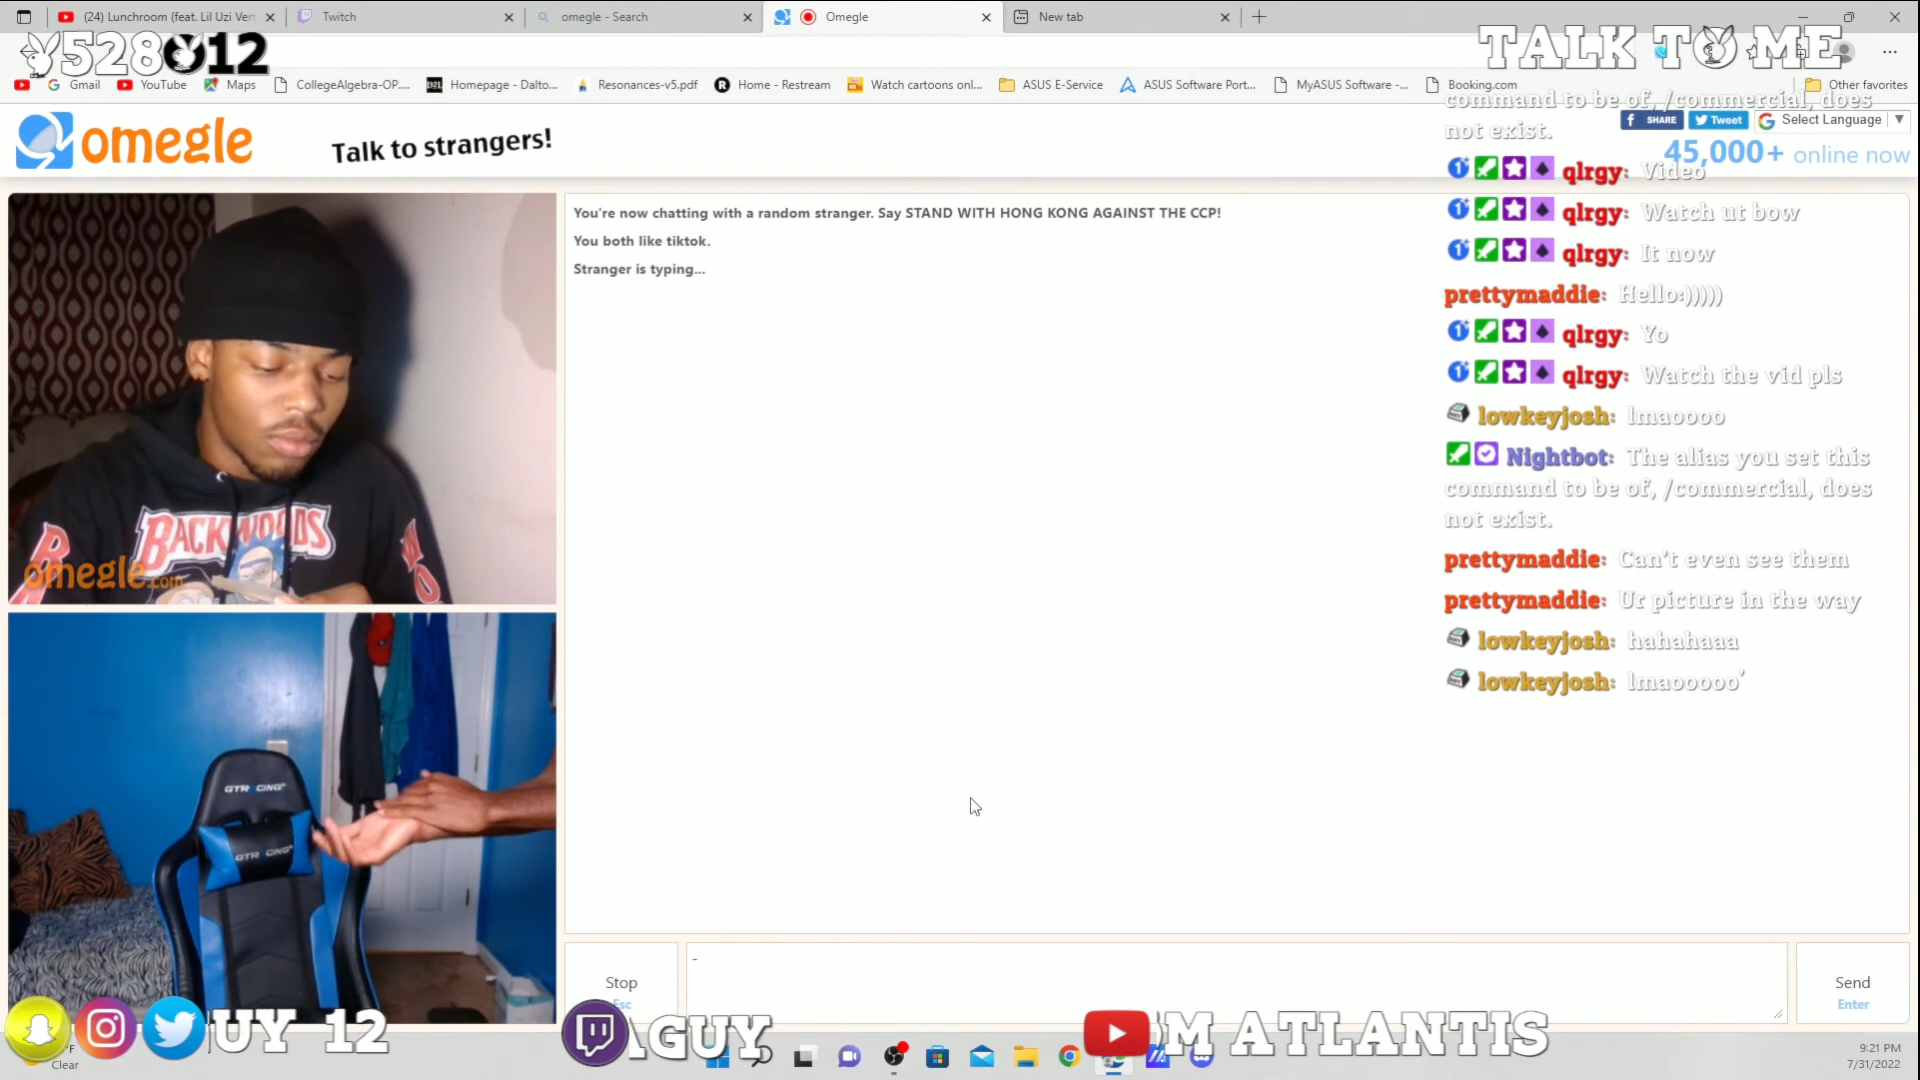 (24) Lunchroom (feat. Lil Uzi Vert
Twitch
omegle - Search
Omegle
New tab
528 12
TALK TO ME
Gmail
YouTube
Maps
CollegeAlgebra-OP....
D2L
Homepage - Dalto...
Resonances-v5.pdf
Home - Restream
Watch cartoons onl...
ASUS E-Service
ASUS Software Port...
MyASUS Software -...
Booking.com
Other favorites
omegle
Talk to strangers!
command to be of, /commercial, does
not exist.
SHARE
Tweet
Select Language
45,000+ online now
You're now chatting with a random stranger. Say STAND WITH HONG KONG AGAINST THE CCP!
You both like tiktok.
Stranger is typing...
qlrgy: Video
qlrgy: Watch ut bow
qlrgy: It now
prettymaddie: Hello:)))))
qlrgy: Yo
qlrgy: Watch the vid pls
lowkeyjosh: lmaoooo
Nightbot: The alias you set this
command to be of, /commercial, does
not exist.
prettymaddie: Can't even see them
prettymaddie: Ur picture in the way
lowkeyjosh: hahahaaa
lowkeyjosh: lmaooooo'
BACKWOODS
omegle.com
GTRACING
GTRACING
Stop
Esc
-
Send
Enter
UY 12
AGUY
M ATLANTIS
°F
Clear
9:21 PM
7/31/2022